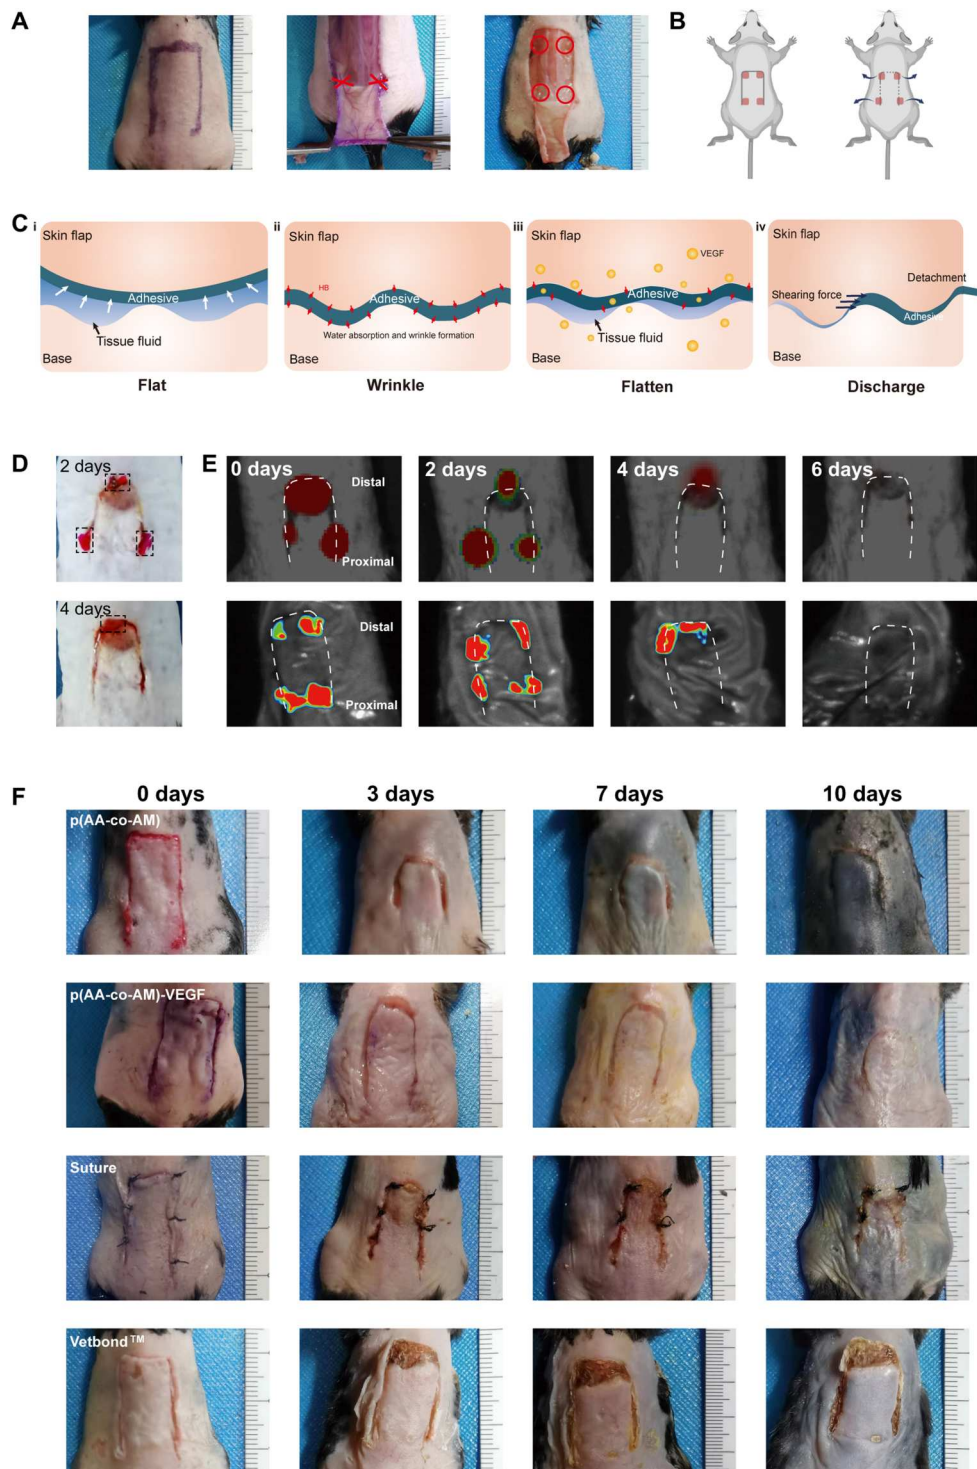 A
B
C
i
Skin flap
Adhesive
Tissue fluid
Base
Flat
ii
Skin flap
HB
Adhesive
Water absorption and wrinkle formation
Base
Wrinkle
iii
Skin flap
VEGF
Adhesive
Tissue fluid
Base
Flatten
iv
Skin flap
Detachment
Shearing force
Adhesive
Base
Discharge
D
2 days
4 days
E
0 days
2 days
4 days
6 days
Distal
Proximal
Distal
Proximal
F
0 days
3 days
7 days
10 days
p(AA-co-AM)
p(AA-co-AM)-VEGF
Suture
Vetbond™